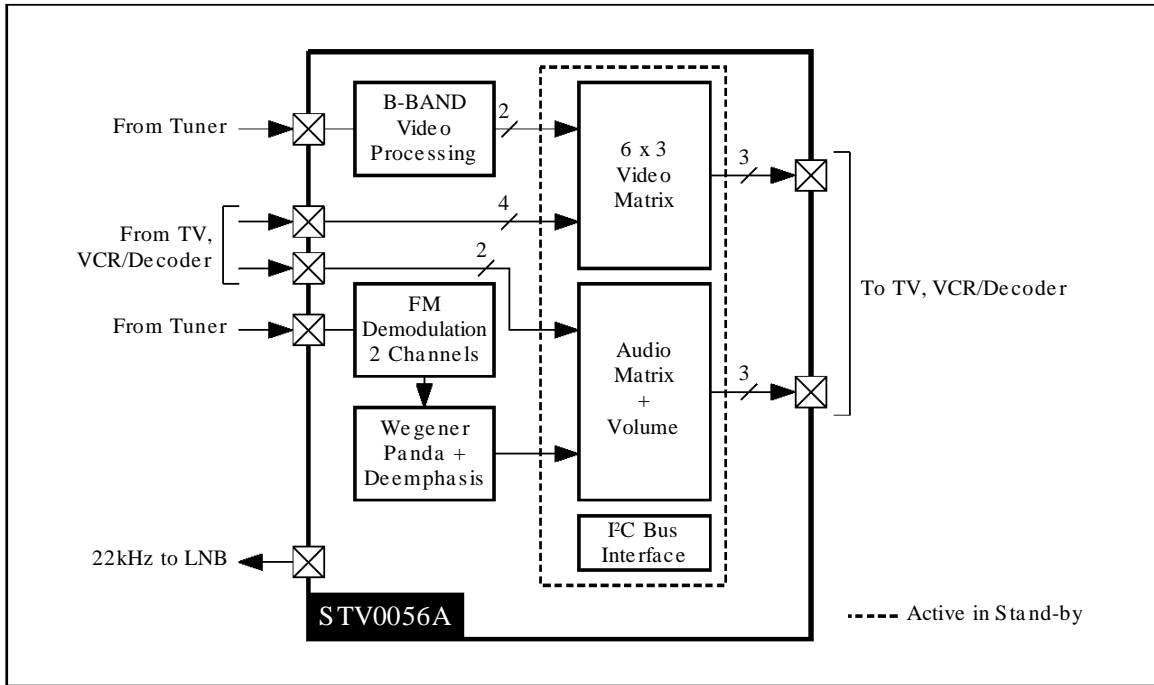 B-BAND
Video
Processing
2
From Tuner
6 x 3
Video
Matrix
3
4
From TV,
VCR/Decoder
2
To TV, VCR/Decoder
FM
Demodulation
2 Channels
From Tuner
Audio
Matrix
+
Volume
3
Wegener
Panda +
Deemphasis
I²C Bus
Interface
22kHz to LNB
STV0056A
Active in Stand-by